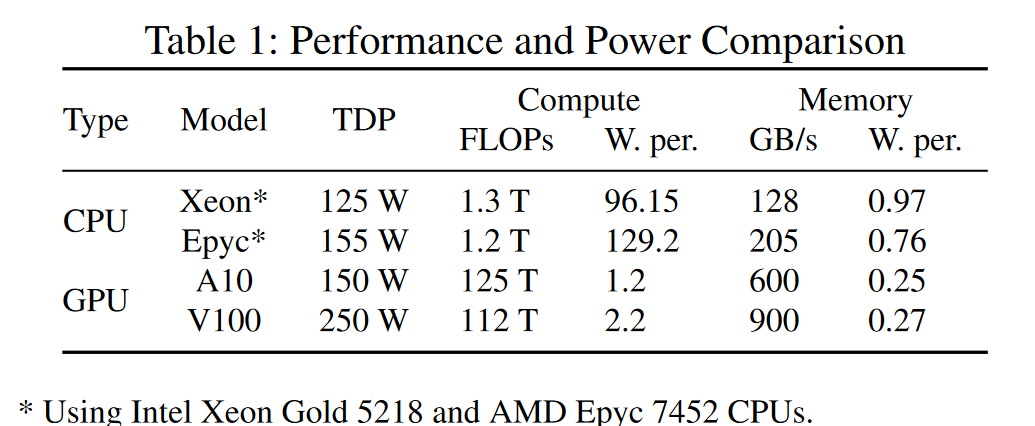 Table 1: Performance and Power Comparison
Type Model TDP Compute Memory
FLOPs W. per. GB/s W. per.
CPU Xeon* 125 W 1.3 T 96.15 128 0.97
Epyc* 155 W 1.2 T 129.2 205 0.76
GPU A10 150 W 125 T 1.2 600 0.25
V100 250 W 112 T 2.2 900 0.27
* Using Intel Xeon Gold 5218 and AMD Epyc 7452 CPUs.